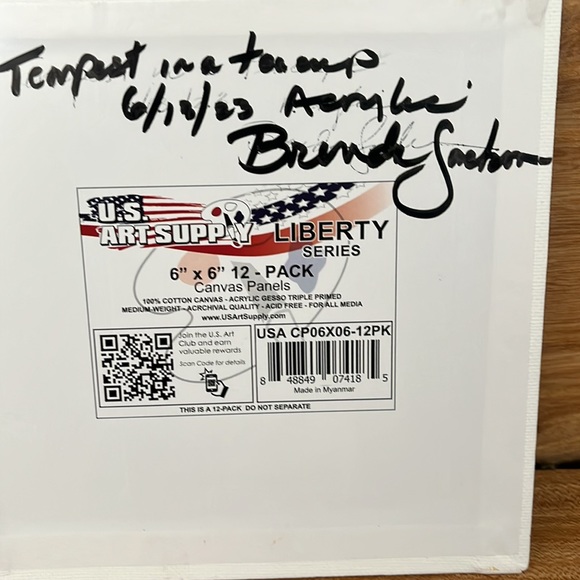 Tempest in a teacup
6/13/23 Acrylic
Brenda Jackson
U.S.
ART SUPPLY
LIBERTY
SERIES
6" x 6" 12 - PACK
Canvas Panels
100% COTTON CANVAS - ACRYLIC GESSO TRIPLE PRIMED
MEDIUM-WEIGHT - ACRCHIVAL QUALITY - ACID FREE - FOR ALL MEDIA
www.USArtSupply.com
Join the U.S. Art
Club and earn
valuable rewards
Scan Code for details
USA CP06X06-12PK
8 48849 07418 5
Made in Myanmar
THIS IS A 12-PACK DO NOT SEPARATE